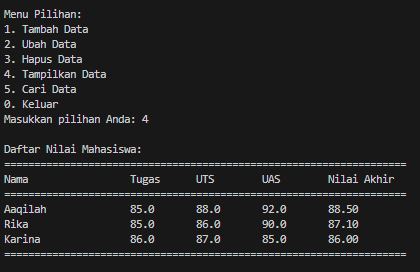 Menu Pilihan:
1. Tambah Data
2. Ubah Data
3. Hapus Data
4. Tampilkan Data
5. Cari Data
0. Keluar
Masukkan pilihan Anda: 4
Daftar Nilai Mahasiswa:
===================================================================
Nama Tugas UTS UAS Nilai Akhir
===================================================================
Aaqilah 85.0 88.0 92.0 88.50
Rika 85.0 86.0 90.0 87.10
Karina 86.0 87.0 85.0 86.00
===================================================================